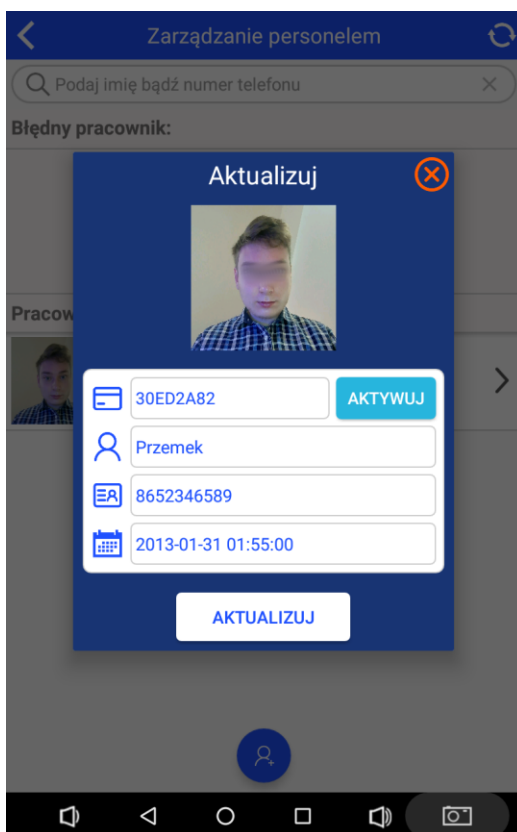 Zarządzanie personelem
Podaj imię bądź numer telefonu
Błędny pracownik:
Aktualizuj
Pracow
30ED2A82
AKTYWUJ
Przemek
8652346589
2013-01-31 01:55:00
AKTUALIZUJ